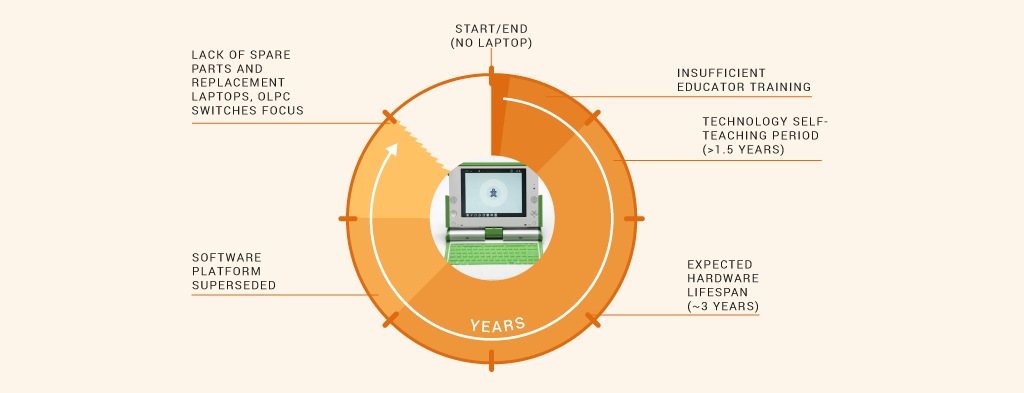 START/END
(NO LAPTOP)
INSUFFICIENT
EDUCATOR TRAINING
TECHNOLOGY SELF-
TEACHING PERIOD
(>1.5 YEARS)
EXPECTED
HARDWARE
LIFESPAN
(~3 YEARS)
YEARS
SOFTWARE
PLATFORM
SUPERSEDED
LACK OF SPARE
PARTS AND
REPLACEMENT
LAPTOPS, OLPC
SWITCHES FOCUS